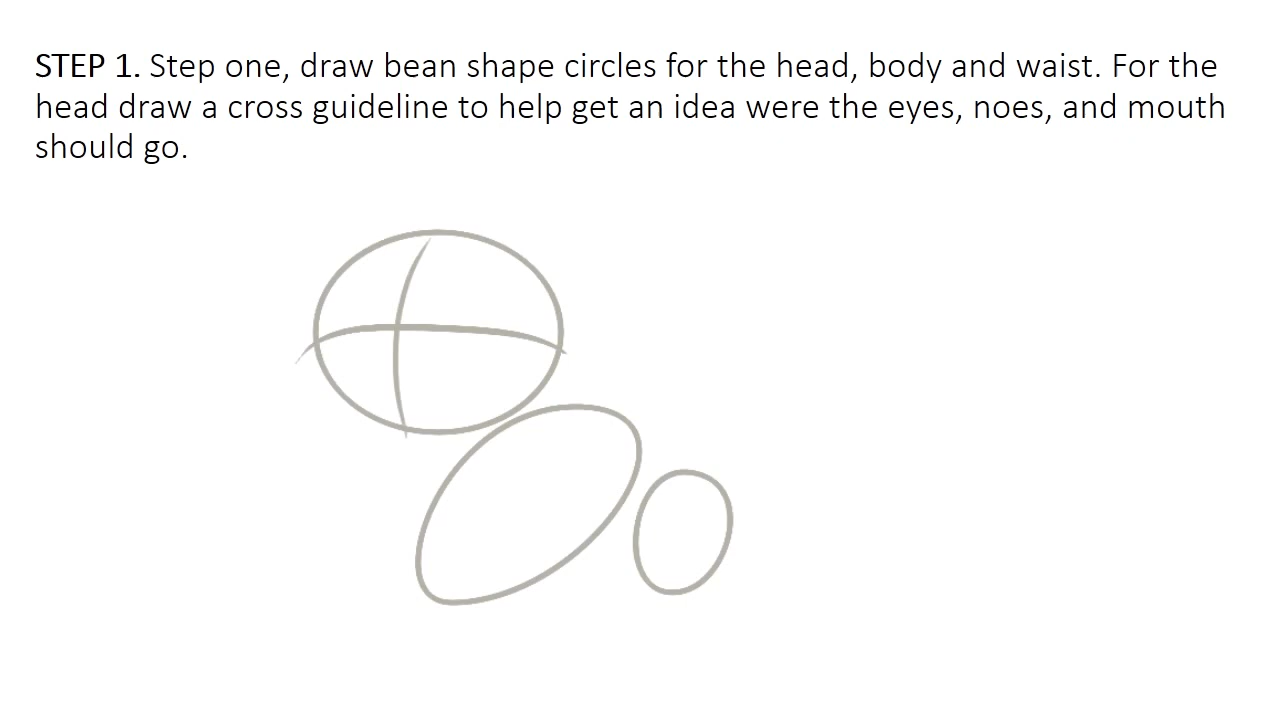 STEP 1. Step one, draw bean shape circles for the head, body and waist. For the
head draw a cross guideline to help get an idea were the eyes, noes, and mouth
should go.